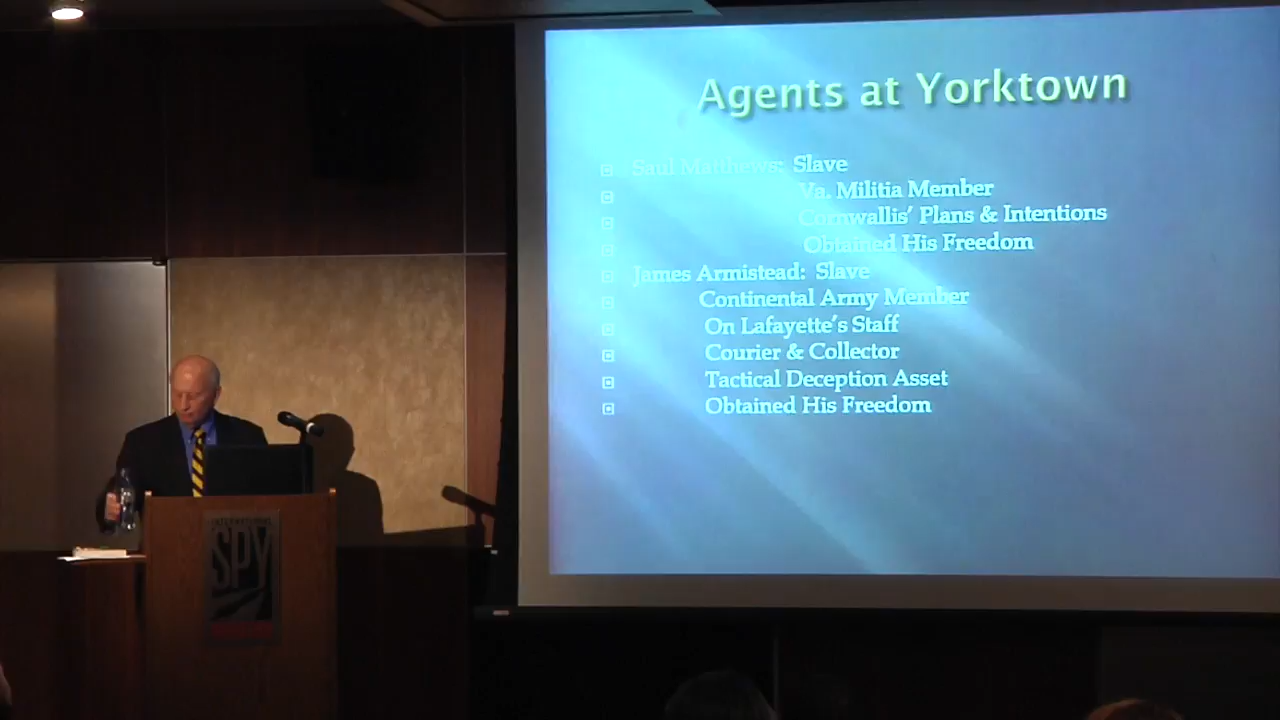 Agents at Yorktown
Saul Matthews: Slave
Va. Militia Member
Cornwallis' Plans & Intentions
Obtained His Freedom
James Armistead: Slave
Continental Army Member
On Lafayette's Staff
Courier & Collector
Tactical Deception Asset
Obtained His Freedom
INTERNATIONAL
SPY